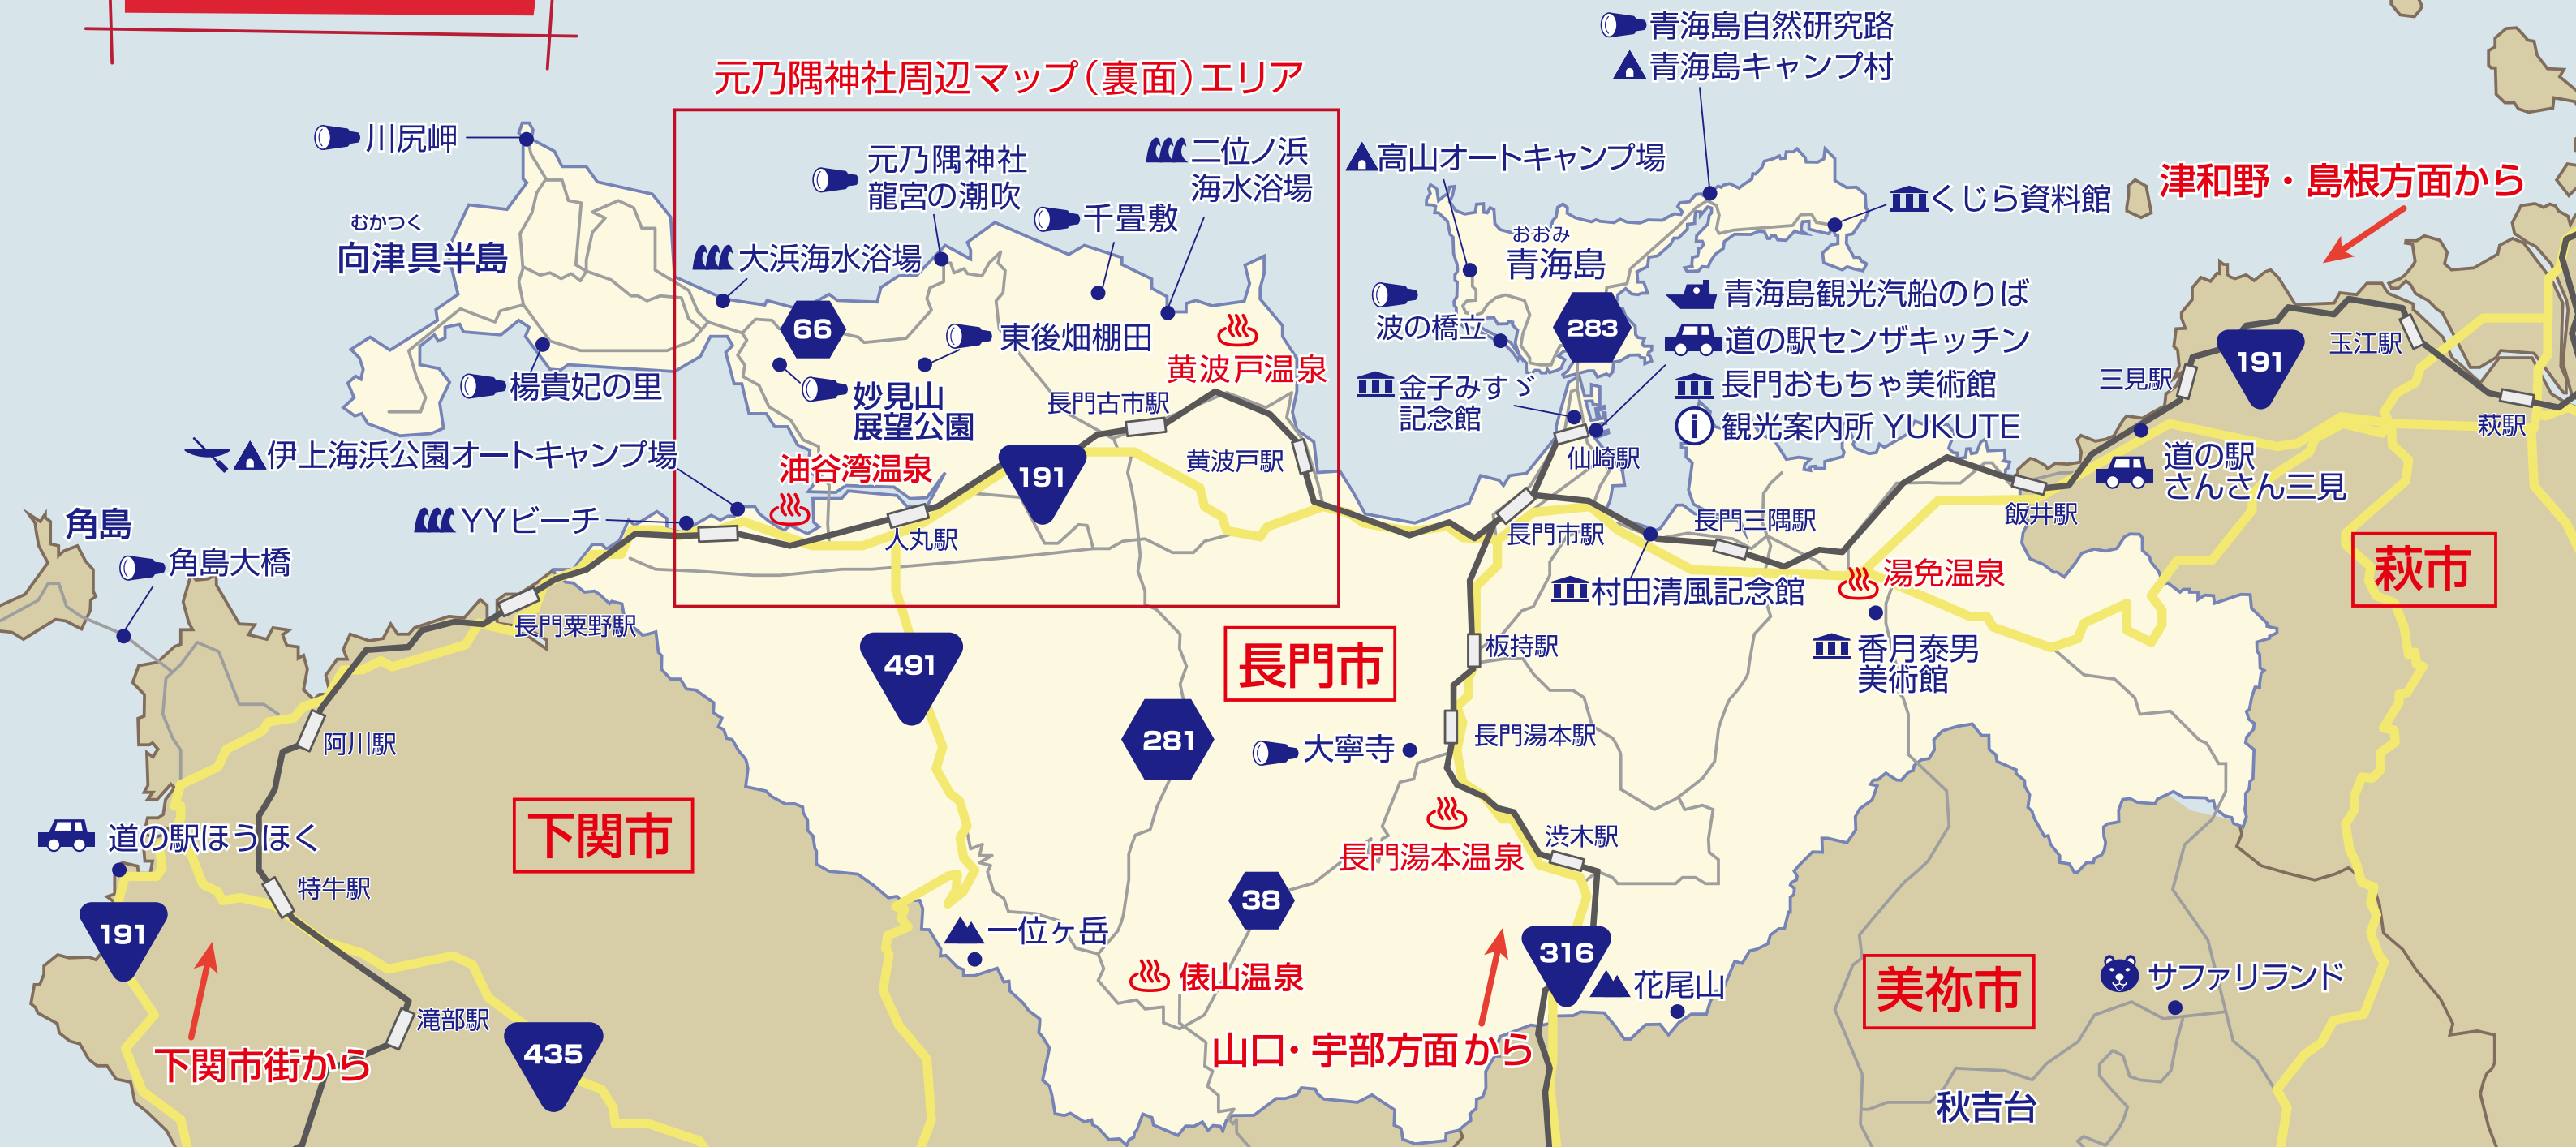 青海島自然研究路
青海島キャンプ村
元乃隅神社周辺マップ（裏面）エリア
川尻岬
元乃隅神社
龍宮の潮吹
二位ノ浜
海水浴場
高山オートキャンプ場
くじら資料館
津和野・島根方面から
千畳敷
むかつく
向津具半島
大浜海水浴場
おおみ
青海島
66
東後畑棚田
波の橋立
283
青海島観光汽船のりば
道の駅センザキッチン
長門おもちゃ美術館
観光案内所 YUKUTE
黄波戸温泉
楊貴妃の里
妙見山
展望公園
長門古市駅
金子みすゞ
記念館
三見駅
191
玉江駅
萩駅
伊上海浜公園オートキャンプ場
油谷湾温泉
191
黄波戸駅
仙崎駅
道の駅
さんさん三見
角島
YYビーチ
人丸駅
長門市駅
長門三隅駅
飯井駅
角島大橋
村田清風記念館
湯免温泉
萩市
長門粟野駅
491
長門市
板持駅
香月泰男
美術館
阿川駅
281
大寧寺
長門湯本駅
道の駅ほうほく
下関市
長門湯本温泉
渋木駅
特牛駅
38
191
一位ヶ岳
316
俵山温泉
花尾山
美祢市
サファリランド
滝部駅
435
下関市街から
山口・宇部方面から
秋吉台